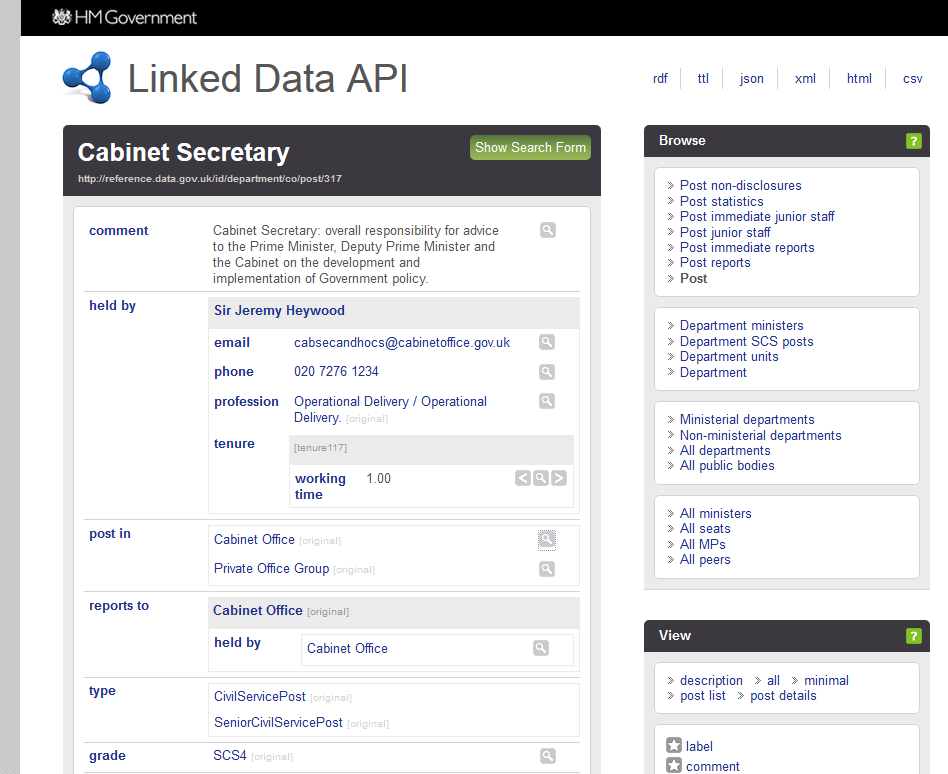 HM Government
Linked Data API
rdf ttl json xml html csv
Cabinet Secretary
Show Search Form
http://reference.data.gov.uk/id/department/co/post/317
comment
Cabinet Secretary: overall responsibility for advice
to the Prime Minister, Deputy Prime Minister and
the Cabinet on the development and
implementation of Government policy.
held by
Sir Jeremy Heywood
email cabsecandhocs@cabinetoffice.gov.uk
phone 020 7276 1234
profession Operational Delivery / Operational
Delivery. [original]
tenure [tenure117]
working 1.00 < >
time
post in Cabinet Office [original]
Private Office Group [original]
reports to Cabinet Office [original]
held by Cabinet Office
type CivilServicePost [original]
SeniorCivilServicePost [original]
grade SCS4 [original]
Browse ?
Post non-disclosures
Post statistics
Post immediate junior staff
Post junior staff
Post immediate reports
Post reports
Post
Department ministers
Department SCS posts
Department units
Department
Ministerial departments
Non-ministerial departments
All departments
All public bodies
All ministers
All seats
All MPs
All peers
View ?
description all minimal
post list post details
label
comment